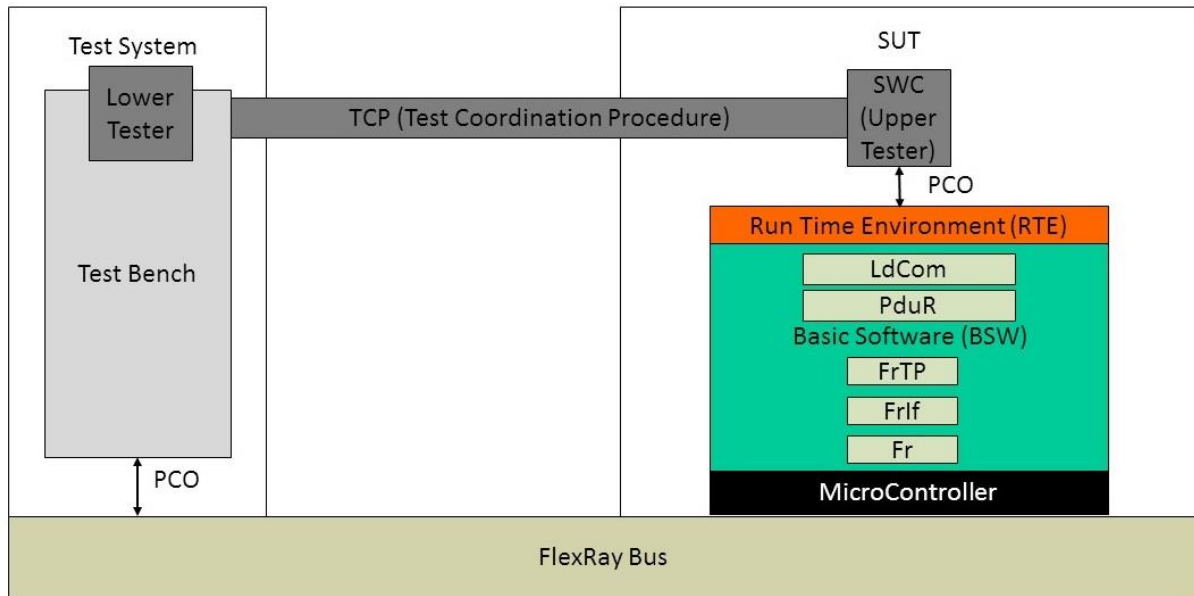 Test System
Lower
Tester
Test Bench
PCO
TCP (Test Coordination Procedure)
SUT
SWC
(Upper
Tester)
PCO
Run Time Environment (RTE)
LdCom
PduR
Basic Software (BSW)
FrTP
FrIf
Fr
MicroController
FlexRay Bus